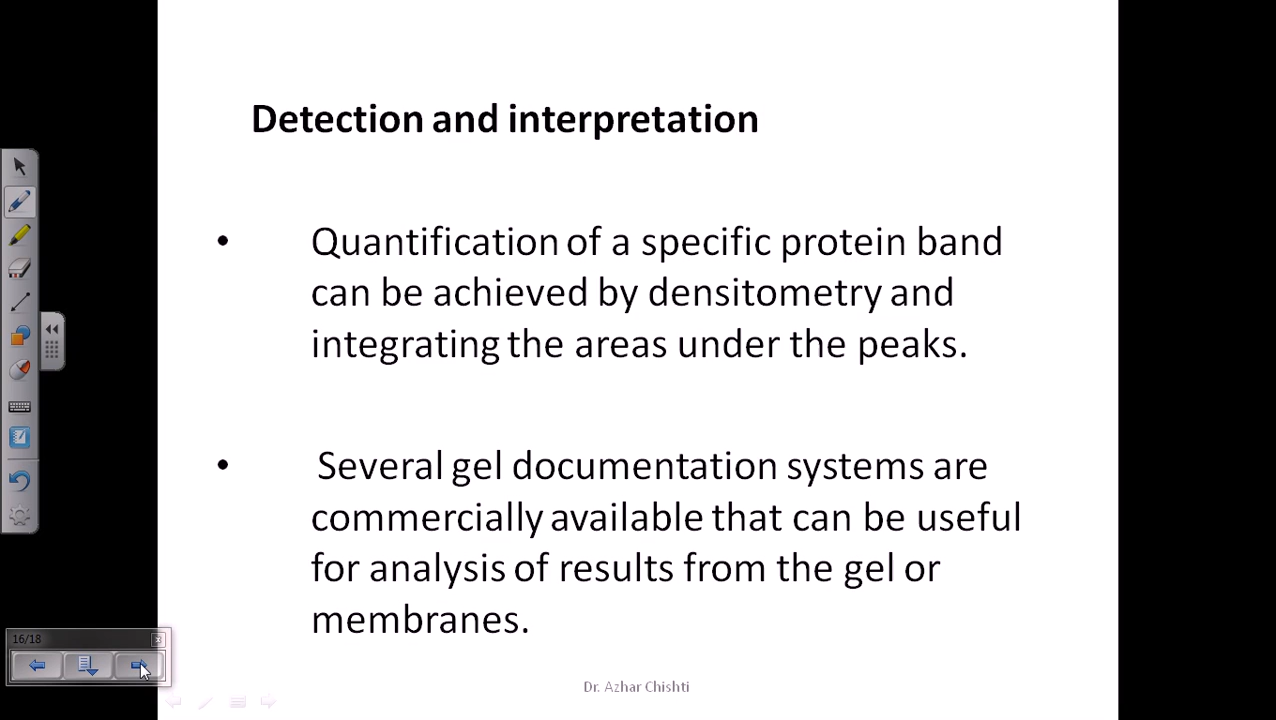 Detection and interpretation
• Quantification of a specific protein band
can be achieved by densitometry and
integrating the areas under the peaks.
• Several gel documentation systems are
commercially available that can be useful
for analysis of results from the gel or
membranes.
16/18
Dr. Azhar Chishti